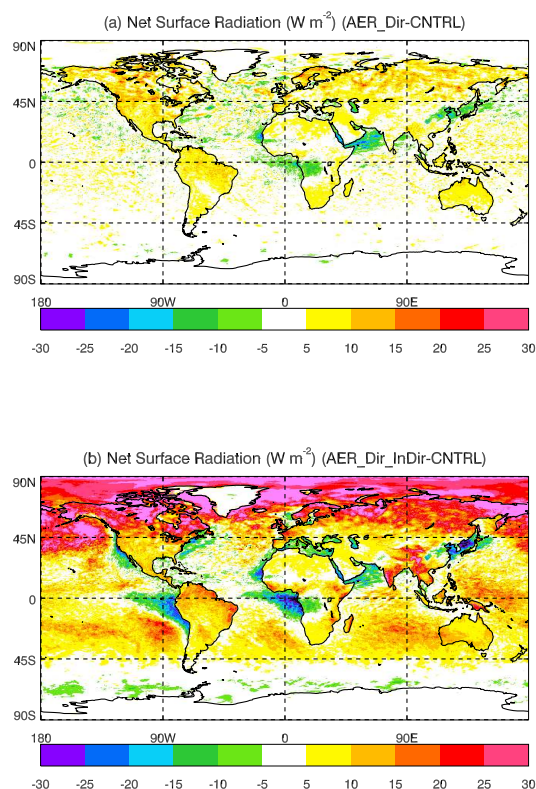 (a) Net Surface Radiation (W m-2) (AER_Dir-CNTRL)
90N
45N
0
45S
90S
180 90W 0 90E
-30 -25 -20 -15 -10 -5 5 10 15 20 25 30
(b) Net Surface Radiation (W m-2) (AER_Dir_InDir-CNTRL)
90N
45N
0
45S
90S
180 90W 0 90E
-30 -25 -20 -15 -10 -5 5 10 15 20 25 30